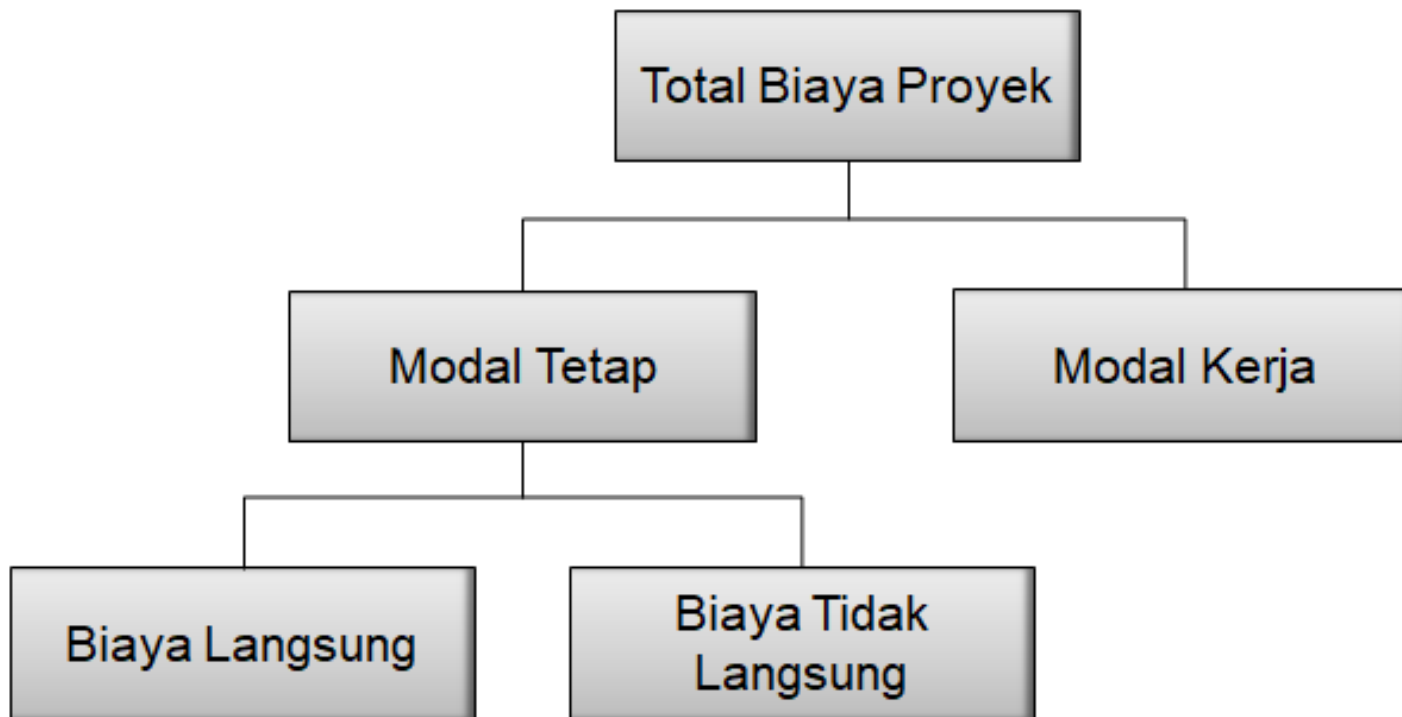 Total Biaya Proyek
Modal Tetap
Modal Kerja
Biaya Langsung
Biaya Tidak
Langsung